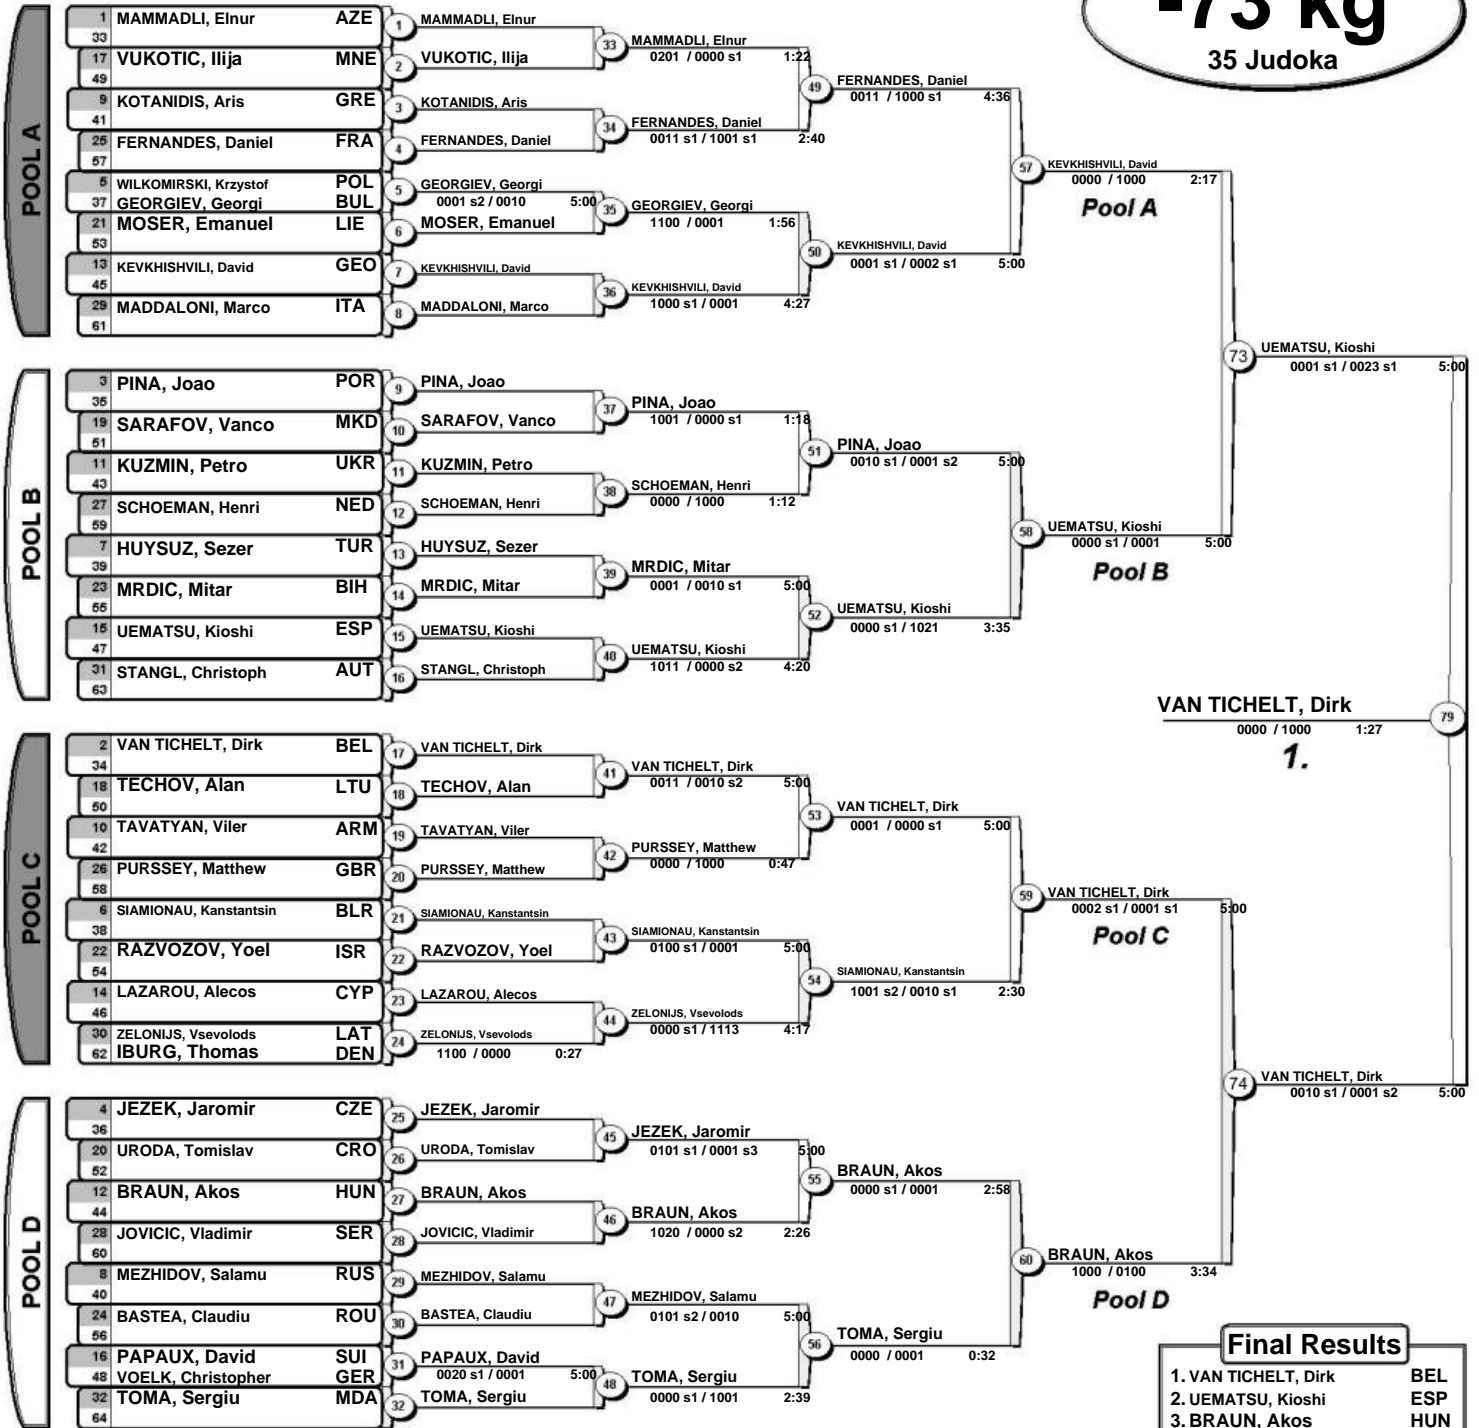 -73 kg
35 Judoka
POOL A
1 MAMMADLI, Elnur AZE
33
17 VUKOTIC, Ilija MNE
49
9 KOTANIDIS, Aris GRE
41
25 FERNANDES, Daniel FRA
57
5 WILKOMIRSKI, Krzystof POL
37 GEORGIEV, Georgi BUL
21 MOSER, Emanuel LIE
53
13 KEVKHISHVILI, David GEO
45
29 MADDALONI, Marco ITA
61
1 MAMMADLI, Elnur
2 VUKOTIC, Ilija
3 KOTANIDIS, Aris
4 FERNANDES, Daniel
5 GEORGIEV, Georgi
0001 s2 / 0010 5:00
6 MOSER, Emanuel
7 KEVKHISHVILI, David
8 MADDALONI, Marco
33 MAMMADLI, Elnur
0201 / 0000 s1 1:22
34 FERNANDES, Daniel
0011 s1 / 1001 s1 2:40
35 GEORGIEV, Georgi
1100 / 0001 1:56
36 KEVKHISHVILI, David
1000 s1 / 0001 4:27
49 FERNANDES, Daniel
0011 / 1000 s1 4:36
50 KEVKHISHVILI, David
0001 s1 / 0002 s1 5:00
57 KEVKHISHVILI, David
0000 / 1000 2:17
Pool A
POOL B
3 PINA, Joao POR
35
19 SARAFOV, Vanco MKD
51
11 KUZMIN, Petro UKR
43
27 SCHOEMAN, Henri NED
59
7 HUYSUZ, Sezer TUR
39
23 MRDIC, Mitar BIH
55
15 UEMATSU, Kioshi ESP
47
31 STANGL, Christoph AUT
63
9 PINA, Joao
10 SARAFOV, Vanco
11 KUZMIN, Petro
12 SCHOEMAN, Henri
13 HUYSUZ, Sezer
14 MRDIC, Mitar
15 UEMATSU, Kioshi
16 STANGL, Christoph
37 PINA, Joao
1001 / 0000 s1 1:18
38 SCHOEMAN, Henri
0000 / 1000 1:12
39 MRDIC, Mitar
0001 / 0010 s1 5:00
40 UEMATSU, Kioshi
1011 / 0000 s2 4:20
51 PINA, Joao
0010 s1 / 0001 s2 5:00
52 UEMATSU, Kioshi
0000 s1 / 1021 3:35
58 UEMATSU, Kioshi
0000 s1 / 0001 5:00
Pool B
73 UEMATSU, Kioshi
0001 s1 / 0023 s1 5:00
VAN TICHELT, Dirk 79
0000 / 1000 1:27
1.
POOL C
2 VAN TICHELT, Dirk BEL
34
18 TECHOV, Alan LTU
50
10 TAVATYAN, Viler ARM
42
26 PURSSEY, Matthew GBR
58
6 SIAMIONAU, Kanstantsin BLR
38
22 RAZVOZOV, Yoel ISR
54
14 LAZAROU, Alecos CYP
46
30 ZELONIJS, Vsevolods LAT
62 IBURG, Thomas DEN
17 VAN TICHELT, Dirk
18 TECHOV, Alan
19 TAVATYAN, Viler
20 PURSSEY, Matthew
21 SIAMIONAU, Kanstantsin
22 RAZVOZOV, Yoel
23 LAZAROU, Alecos
24 ZELONIJS, Vsevolods
1100 / 0000 0:27
41 VAN TICHELT, Dirk
0011 / 0010 s2 5:00
42 PURSSEY, Matthew
0000 / 1000 0:47
43 SIAMIONAU, Kanstantsin
0100 s1 / 0001 5:00
44 ZELONIJS, Vsevolods
0000 s1 / 1113 4:17
53 VAN TICHELT, Dirk
0001 / 0000 s1 5:00
54 SIAMIONAU, Kanstantsin
1001 s2 / 0010 s1 2:30
59 VAN TICHELT, Dirk
0002 s1 / 0001 s1 5:00
Pool C
POOL D
4 JEZEK, Jaromir CZE
36
20 URODA, Tomislav CRO
52
12 BRAUN, Akos HUN
44
28 JOVICIC, Vladimir SER
60
8 MEZHIDOV, Salamu RUS
40
24 BASTEA, Claudiu ROU
56
16 PAPAUX, David SUI
48 VOELK, Christopher GER
32 TOMA, Sergiu MDA
64
25 JEZEK, Jaromir
26 URODA, Tomislav
27 BRAUN, Akos
28 JOVICIC, Vladimir
29 MEZHIDOV, Salamu
30 BASTEA, Claudiu
31 PAPAUX, David
0020 s1 / 0001 5:00
32 TOMA, Sergiu
45 JEZEK, Jaromir
0101 s1 / 0001 s3 5:00
46 BRAUN, Akos
1020 / 0000 s2 2:26
47 MEZHIDOV, Salamu
0101 s2 / 0010 5:00
48 TOMA, Sergiu
0000 s1 / 1001 2:39
55 BRAUN, Akos
0000 s1 / 0001 2:58
56 TOMA, Sergiu
0000 / 0001 0:32
60 BRAUN, Akos
1000 / 0100 3:34
Pool D
74 VAN TICHELT, Dirk
0010 s1 / 0001 s2 5:00
Final Results
1. VAN TICHELT, Dirk BEL
2. UEMATSU, Kioshi ESP
3. BRAUN, Akos HUN